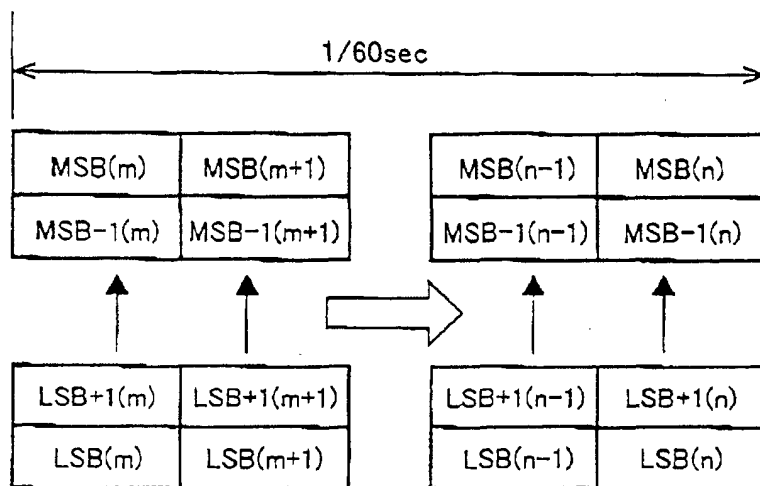 1/60sec
MSB(m) MSB(m+1) MSB(n-1) MSB(n)
MSB-1(m) MSB-1(m+1) MSB-1(n-1) MSB-1(n)
LSB+1(m) LSB+1(m+1) LSB+1(n-1) LSB+1(n)
LSB(m) LSB(m+1) LSB(n-1) LSB(n)